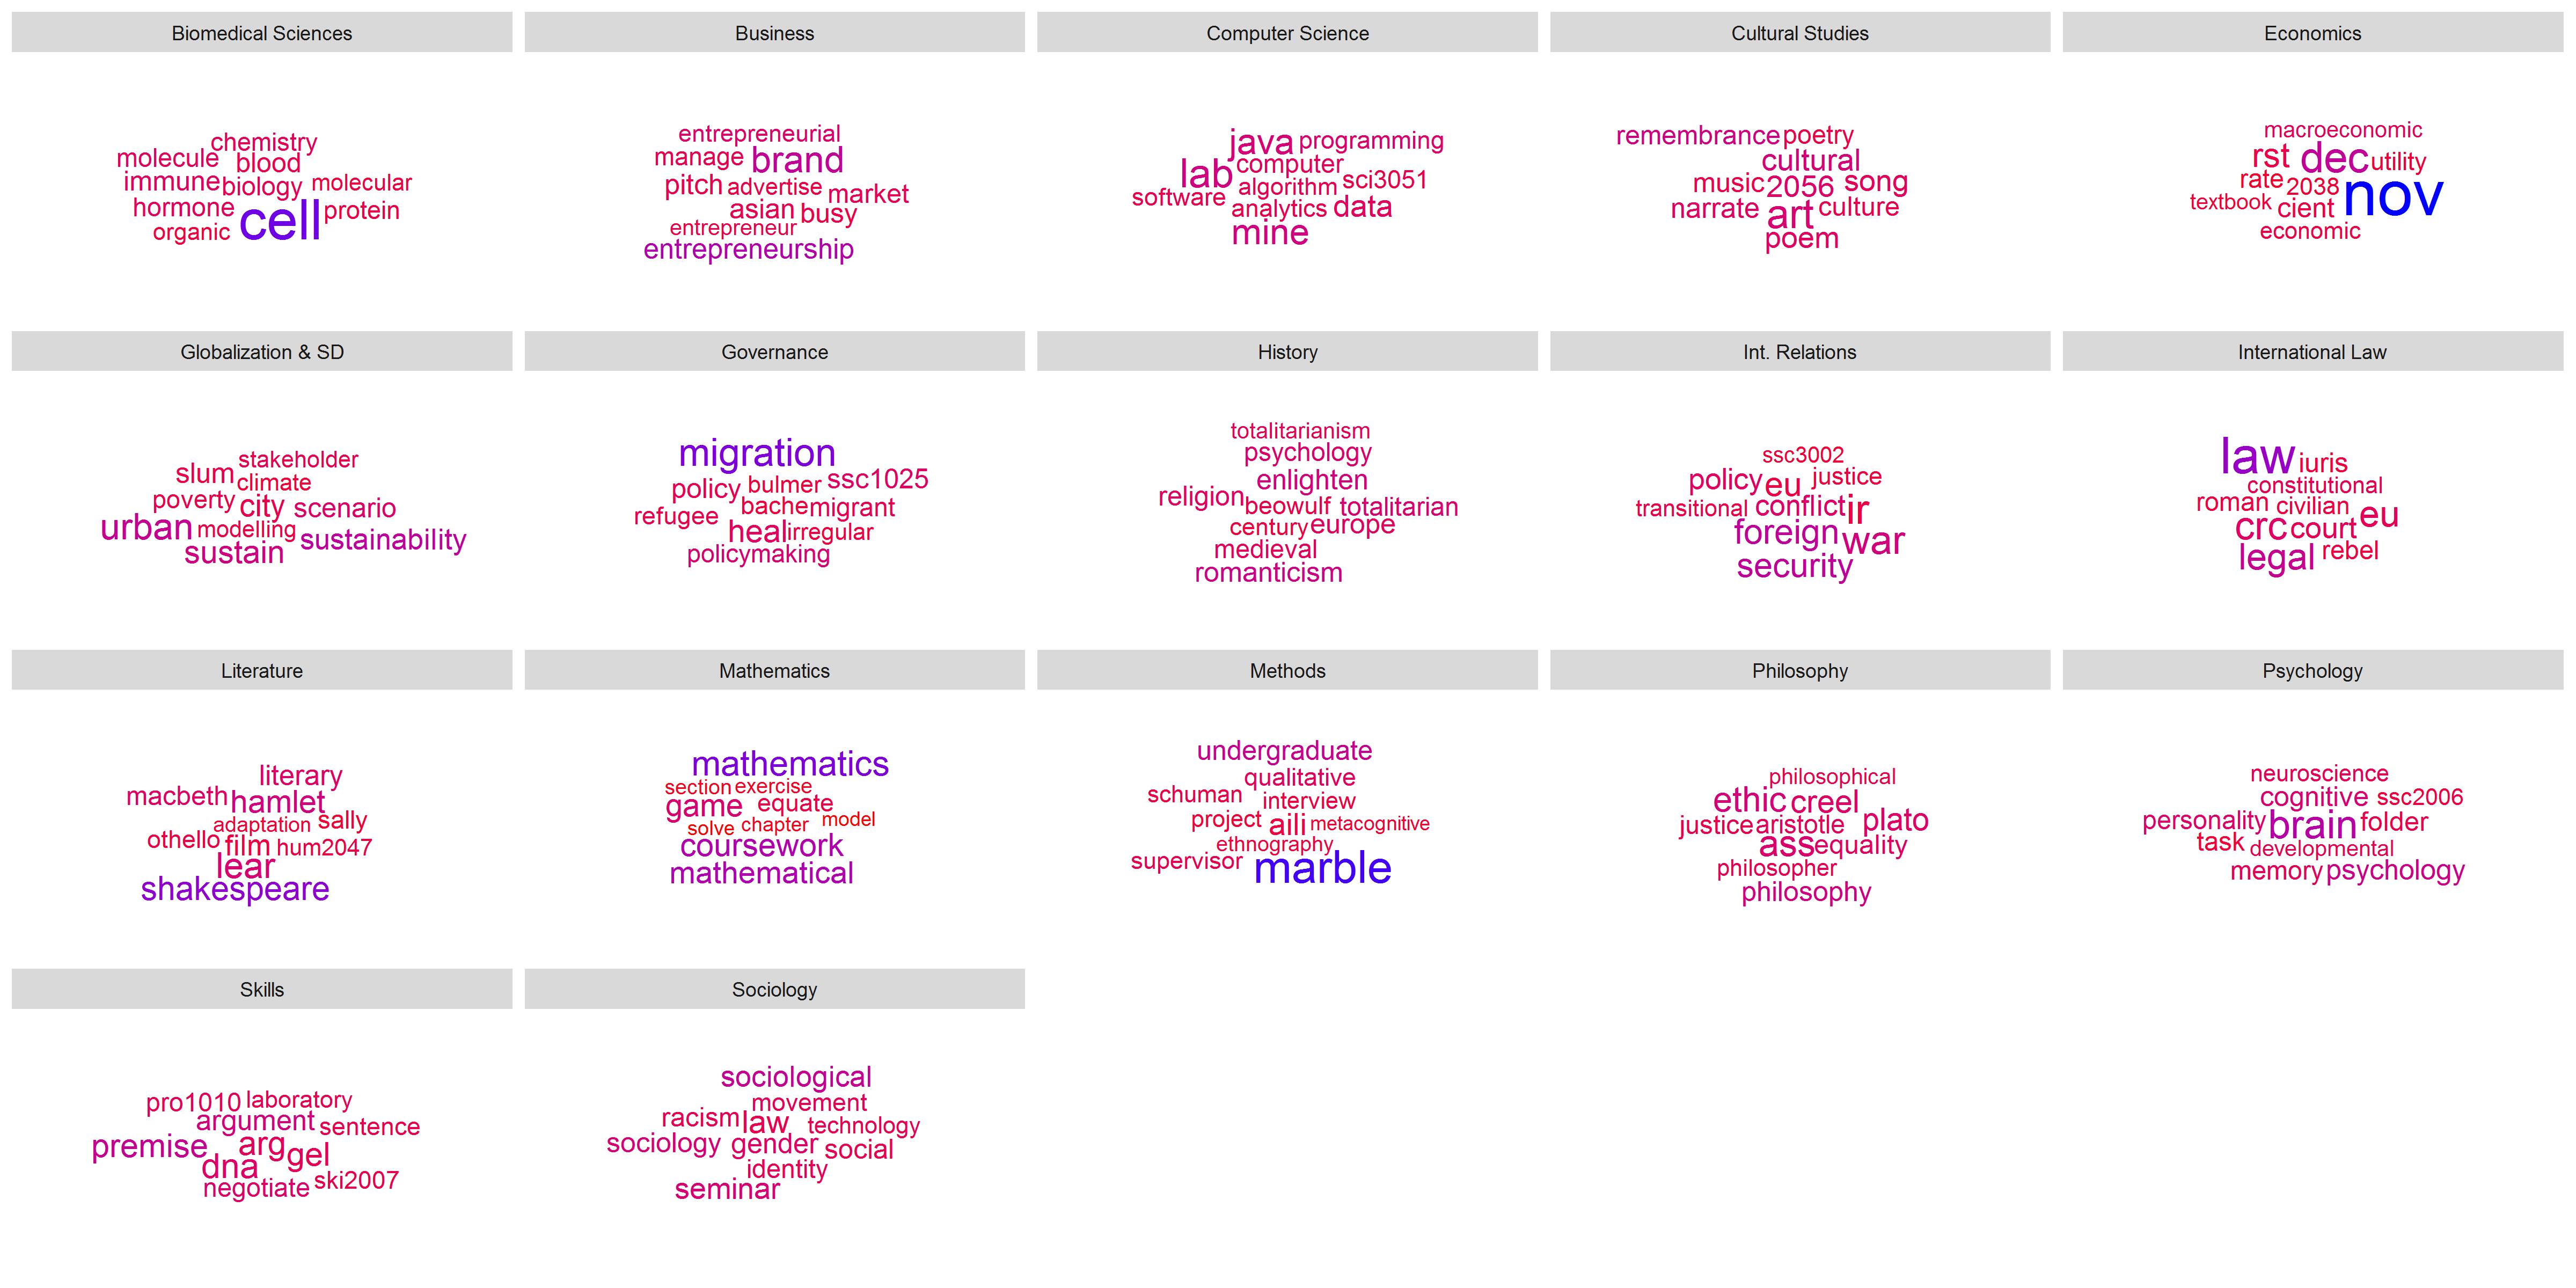 Biomedical Sciences
chemistry
molecule blood
immune biology molecular
hormone cell protein
organic
Business
entrepreneurial
manage brand
pitch advertise market
asian busy
entrepreneur
entrepreneurship
Computer Science
java programming
lab computer
software algorithm sci3051
analytics data
mine
Cultural Studies
remembrance poetry
cultural
music 2056 song
narrate art culture
poem
Economics
macroeconomic
rst dec utility
rate 2038 nov
textbook cient
economic
Globalization & SD
stakeholder
slum climate
poverty city scenario
urban modelling sustainability
sustain
Governance
migration
policy bulmer ssc1025
refugee bache migrant
heal irregular
policymaking
History
totalitarianism
psychology
enlighten
religion beowulf totalitarian
century europe
medieval
romanticism
Int. Relations
ssc3002
policy eu justice
transitional conflict ir
foreign war
security
International Law
law iuris
constitutional
roman civilian eu
crc court
legal rebel
Literature
literary
macbeth hamlet
adaptation sally
othello film hum2047
lear
shakespeare
Mathematics
mathematics
section exercise
game equate
solve chapter model
coursework
mathematical
Methods
undergraduate
qualitative
schuman interview
project aili metacognitive
ethnography
supervisor marble
Philosophy
philosophical
ethic creel
justice aristotle plato
ass equality
philosopher
philosophy
Psychology
neuroscience
cognitive ssc2006
personality brain folder
task developmental
memory psychology
Skills
pro1010 laboratory
argument sentence
premise arg gel
dna
negotiate ski2007
Sociology
sociological
movement
racism law technology
sociology gender social
identity
seminar